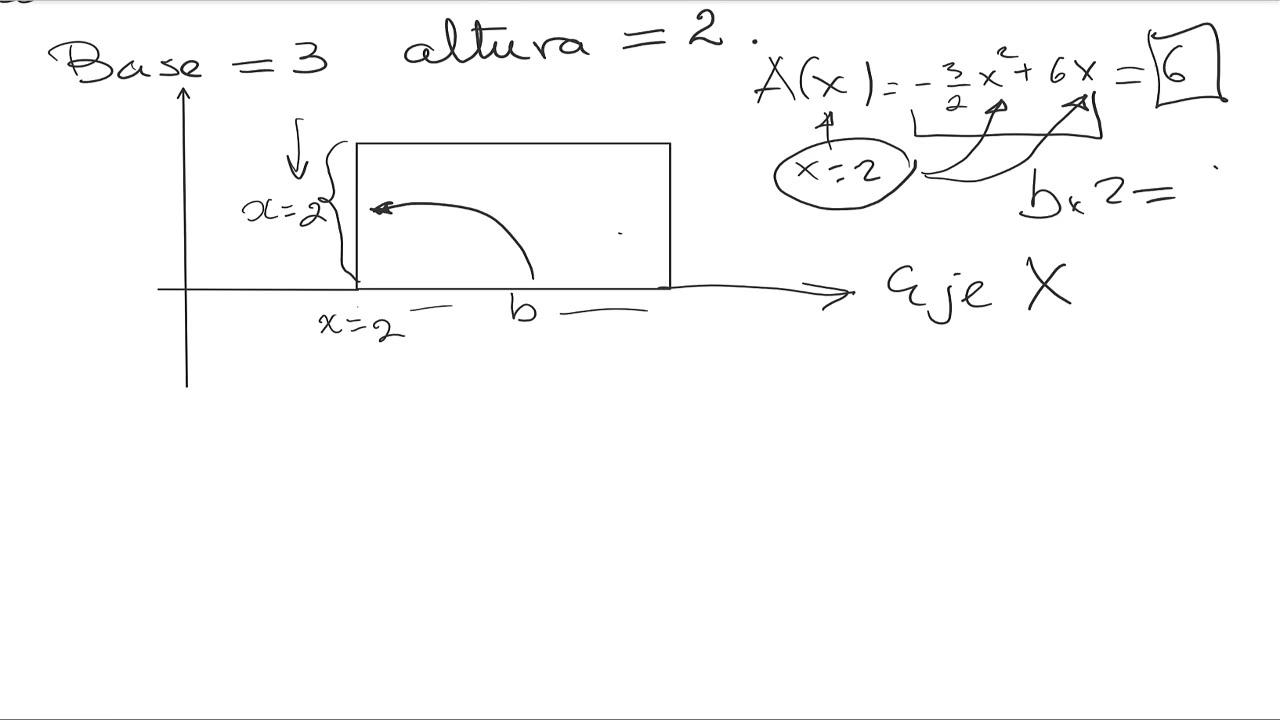 Base = 3 altura = 2.
A(x) = - 3/2 x² + 6x = 6
x = 2
b x 2 =
x = 2
Eje X
x = 2 b